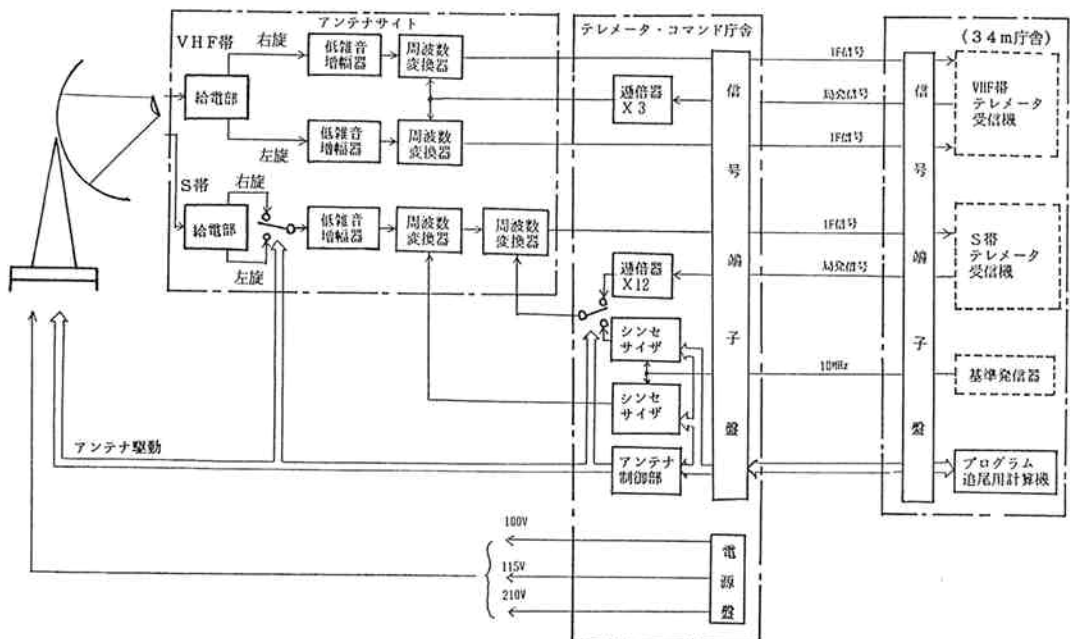 アンテナサイト
VHF帯
右旋
給電部
左旋
低雑音
増幅器
周波数
変換器
低雑音
増幅器
周波数
変換器
S帯
右旋
給電部
左旋
低雑音
増幅器
周波数
変換器
周波数
変換器
アンテナ駆動
テレメータ・コマンド庁舎
逓倍器
X3
逓倍器
X12
シンセ
サイザ
シンセ
サイザ
アンテナ
制御部
信号端子盤
100V
115V
210V
電源盤
IF信号
局発信号
IF信号
IF信号
局発信号
10MHz
(34m庁舎)
信号端子盤
VHF帯
テレメータ
受信機
S帯
テレメータ
受信機
基準発信器
プログラム
追尾用計算機